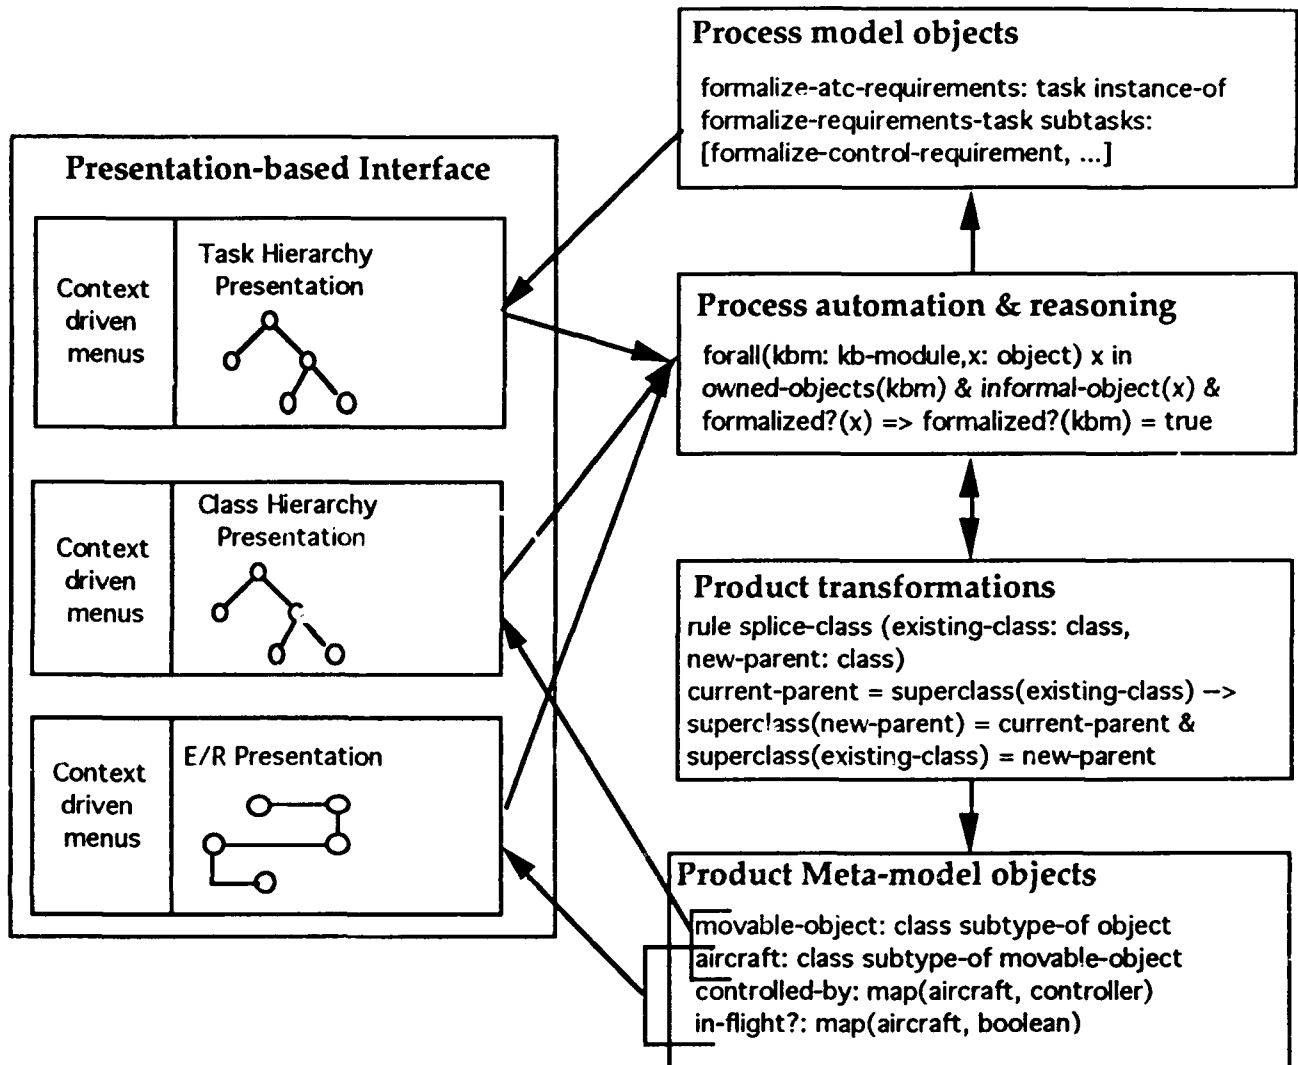 Process model objects
formalize-atc-requirements: task instance-of
formalize-requirements-task subtasks:
[formalize-control-requirement, ...]
Presentation-based Interface
Context
driven
menus
Task Hierarchy
Presentation
Context
driven
menus
Class Hierarchy
Presentation
Context
driven
menus
E/R Presentation
Process automation & reasoning
forall(kbm: kb-module,x: object) x in
owned-objects(kbm) & informal-object(x) &
formalized?(x) => formalized?(kbm) = true
Product transformations
rule splice-class (existing-class: class,
new-parent: class)
current-parent = superclass(existing-class) —>
superclass(new-parent) = current-parent &
superclass(existing-class) = new-parent
Product Meta-model objects
movable-object: class subtype-of object
aircraft: class subtype-of movable-object
controlled-by: map(aircraft, controller)
in-flight?: map(aircraft, boolean)